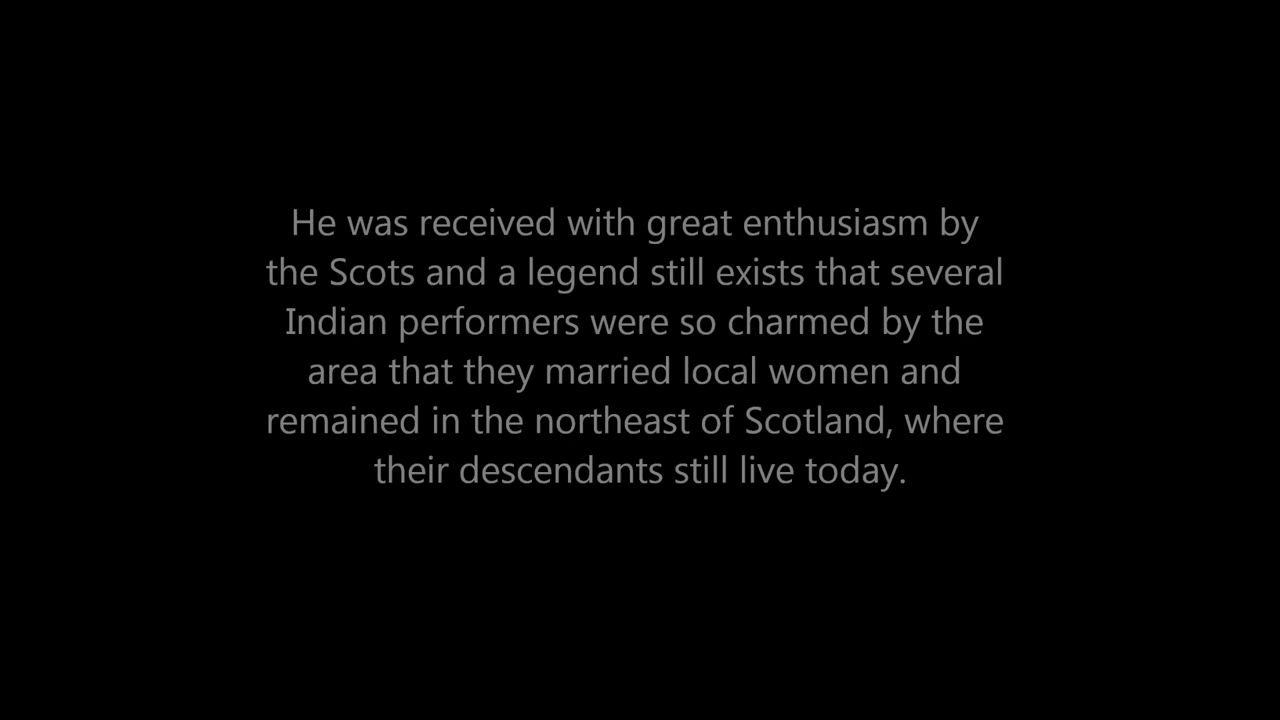 He was received with great enthusiasm by
the Scots and a legend still exists that several
Indian performers were so charmed by the
area that they married local women and
remained in the northeast of Scotland, where
their descendants still live today.